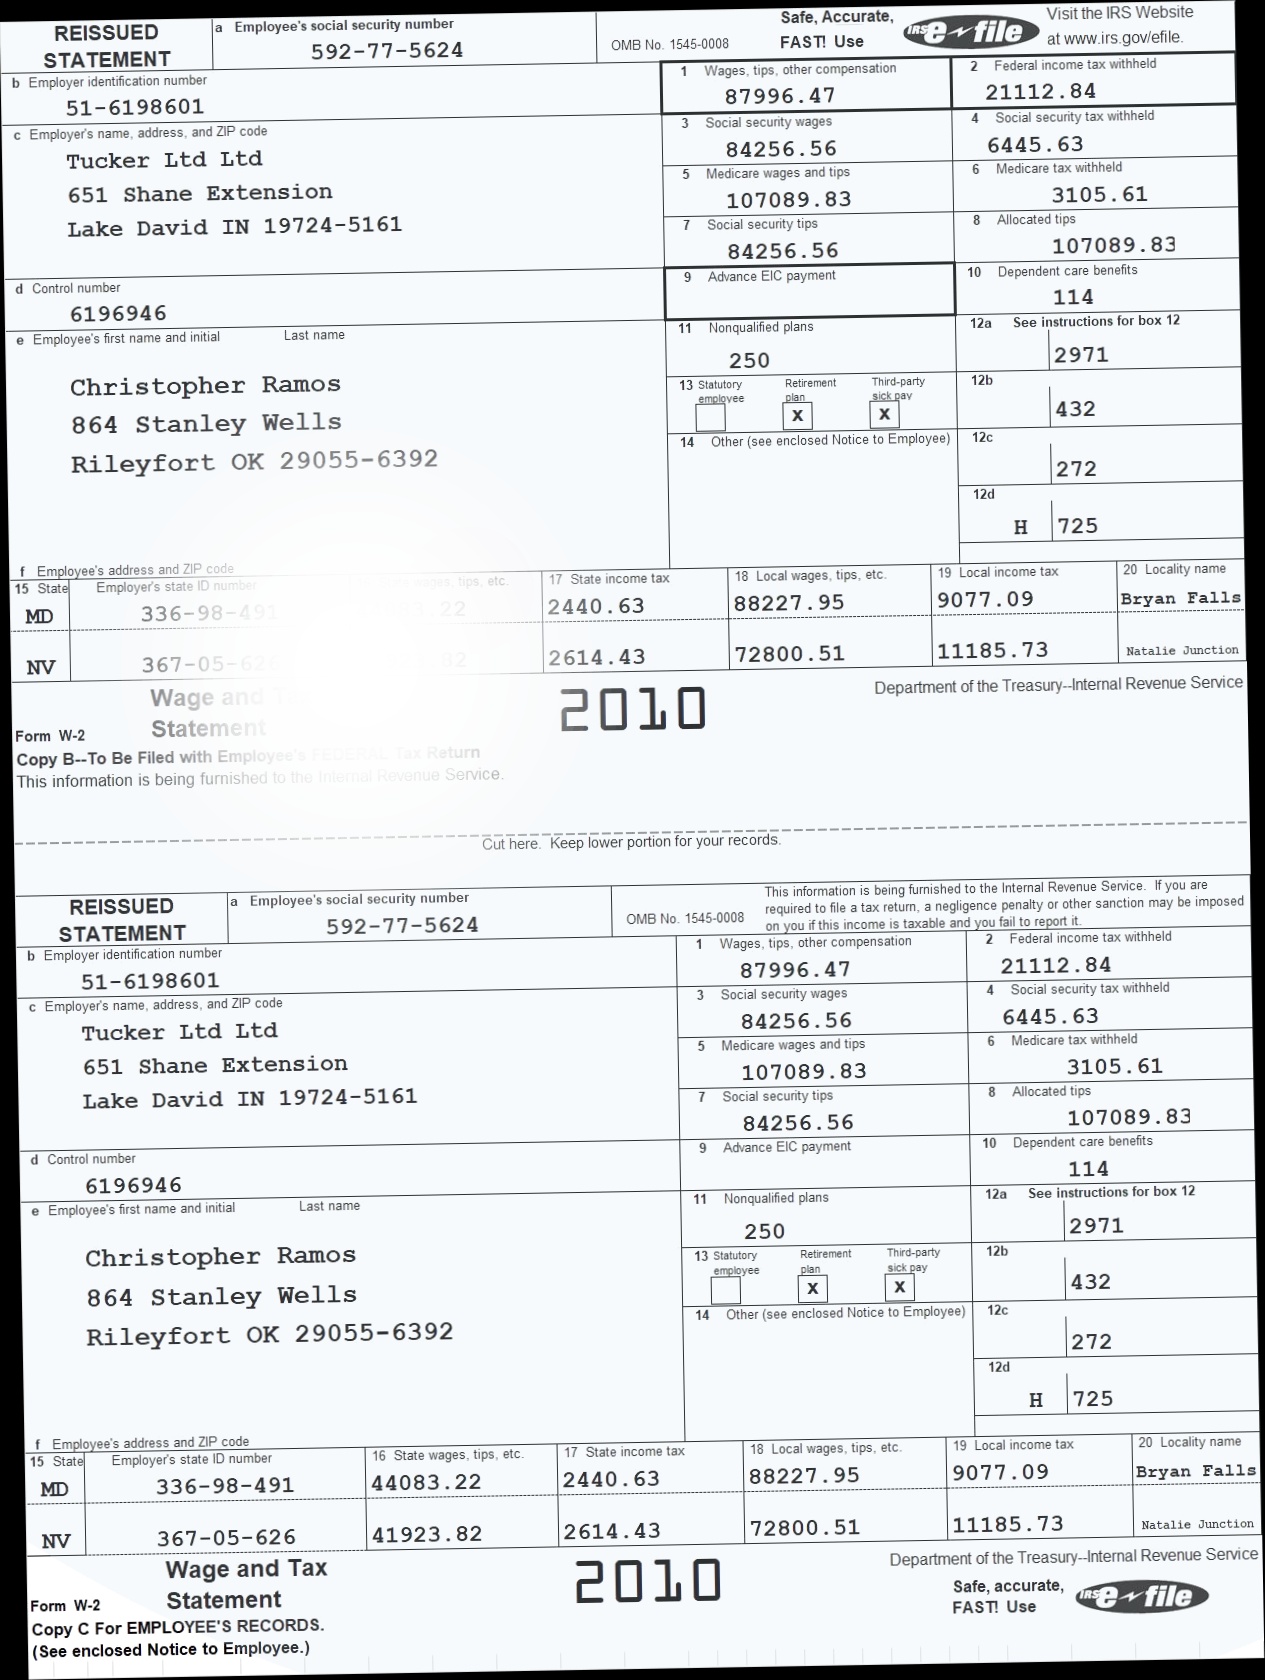 REISSUED STATEMENT
a Employee's social security number
592-77-5624
OMB No. 1545-0008
Safe, Accurate, FAST! Use
IRS e-file
Visit the IRS Website at www.irs.gov/efile.
b Employer identification number
51-6198601
1 Wages, tips, other compensation
87996.47
2 Federal income tax withheld
21112.84
c Employer's name, address, and ZIP code
Tucker Ltd Ltd
651 Shane Extension
Lake David IN 19724-5161
3 Social security wages
84256.56
4 Social security tax withheld
6445.63
5 Medicare wages and tips
107089.83
6 Medicare tax withheld
3105.61
7 Social security tips
84256.56
8 Allocated tips
107089.83
d Control number
6196946
9 Advance EIC payment
10 Dependent care benefits
114
e Employee's first name and initial Last name
Christopher Ramos
864 Stanley Wells
Rileyfort OK 29055-6392
11 Nonqualified plans
250
12a See instructions for box 12
2971
13 Statutory employee
Retirement plan
X
Third-party sick pay
X
12b
432
14 Other (see enclosed Notice to Employee)
12c
272
12d
H 725
f Employee's address and ZIP code
15 State Employer's state ID number wages, tips, etc. 17 State income tax 18 Local wages, tips, etc. 19 Local income tax 20 Locality name
MD 336-98-491 2440.63 88227.95 9077.09 Bryan Falls
NV 367-05-626 2614.43 72800.51 11185.73 Natalie Junction
Wage and
Statement
Form W-2
2010
Department of the Treasury--Internal Revenue Service
Copy B--To Be Filed with Employee's FEDERAL Tax Return
This information is being furnished to the Internal Revenue Service.
Cut here. Keep lower portion for your records.
REISSUED STATEMENT
a Employee's social security number
592-77-5624
OMB No. 1545-0008
This information is being furnished to the Internal Revenue Service. If you are
required to file a tax return, a negligence penalty or other sanction may be imposed
on you if this income is taxable and you fail to report it.
b Employer identification number
51-6198601
1 Wages, tips, other compensation
87996.47
2 Federal income tax withheld
21112.84
c Employer's name, address, and ZIP code
Tucker Ltd Ltd
651 Shane Extension
Lake David IN 19724-5161
3 Social security wages
84256.56
4 Social security tax withheld
6445.63
5 Medicare wages and tips
107089.83
6 Medicare tax withheld
3105.61
7 Social security tips
84256.56
8 Allocated tips
107089.83
d Control number
6196946
9 Advance EIC payment
10 Dependent care benefits
114
e Employee's first name and initial Last name
Christopher Ramos
864 Stanley Wells
Rileyfort OK 29055-6392
11 Nonqualified plans
250
12a See instructions for box 12
2971
13 Statutory employee
Retirement plan
X
Third-party sick pay
X
12b
432
14 Other (see enclosed Notice to Employee)
12c
272
12d
H 725
f Employee's address and ZIP code
15 State Employer's state ID number 16 State wages, tips, etc. 17 State income tax 18 Local wages, tips, etc. 19 Local income tax 20 Locality name
MD 336-98-491 44083.22 2440.63 88227.95 9077.09 Bryan Falls
NV 367-05-626 41923.82 2614.43 72800.51 11185.73 Natalie Junction
Wage and Tax
Statement
Form W-2
2010
Department of the Treasury--Internal Revenue Service
Safe, accurate, FAST! Use
IRS e-file
Copy C For EMPLOYEE'S RECORDS.
(See enclosed Notice to Employee.)